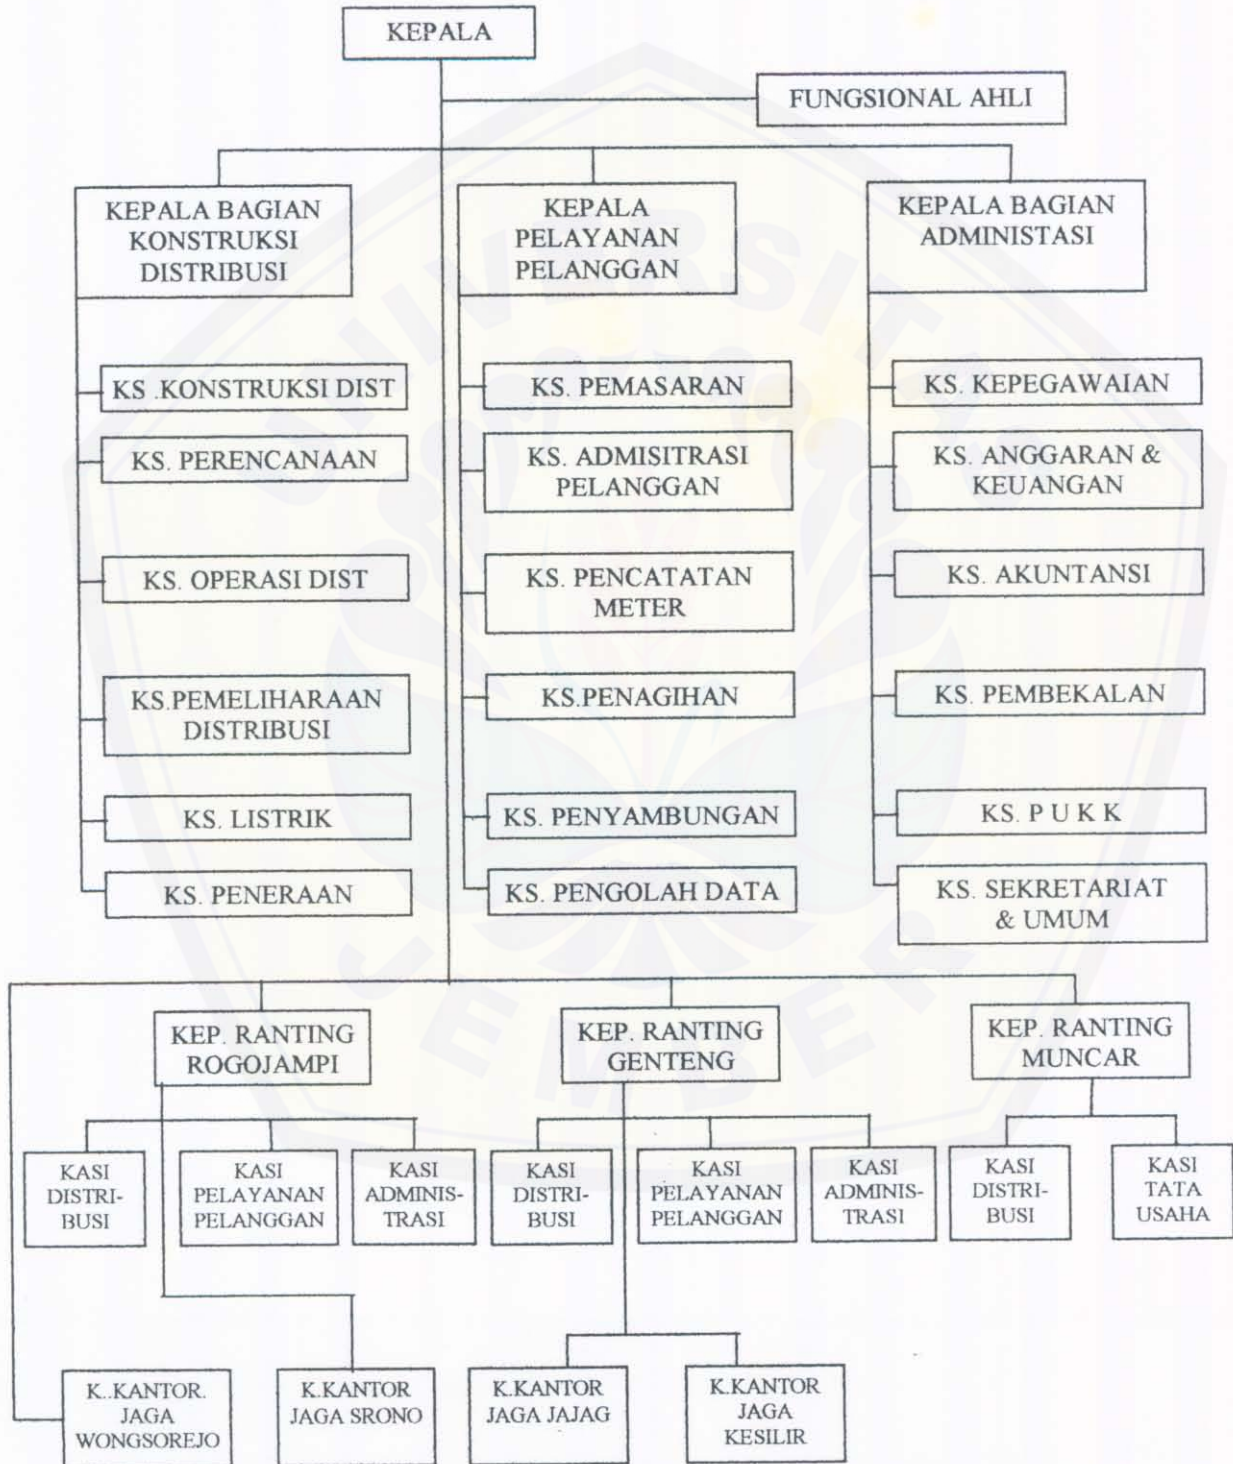 KEPALA
FUNGSIONAL AHLI
KEPALA BAGIAN
KONSTRUKSI
DISTRIBUSI
KEPALA
PELAYANAN
PELANGGAN
KEPALA BAGIAN
ADMINISTASI
KS .KONSTRUKSI DIST
KS. PERENCANAAN
KS. OPERASI DIST
KS.PEMELIHARAAN
DISTRIBUSI
KS. LISTRIK
KS. PENERAAN
KS. PEMASARAN
KS. ADMISITRASI
PELANGGAN
KS. PENCATATAN
METER
KS.PENAGIHAN
KS. PENYAMBUNGAN
KS. PENGOLAH DATA
KS. KEPEGAWAIAN
KS. ANGGARAN &
KEUANGAN
KS. AKUNTANSI
KS. PEMBEKALAN
KS. P U K K
KS. SEKRETARIAT
& UMUM
KEP. RANTING
ROGOJAMPI
KEP. RANTING
GENTENG
KEP. RANTING
MUNCAR
KASI
DISTRI-
BUSI
KASI
PELAYANAN
PELANGGAN
KASI
ADMINIS-
TRASI
KASI
DISTRI-
BUSI
KASI
PELAYANAN
PELANGGAN
KASI
ADMINIS-
TRASI
KASI
DISTRI-
BUSI
KASI
TATA
USAHA
K..KANTOR.
JAGA
WONGSOREJO
K.KANTOR
JAGA SRONO
K.KANTOR
JAGA JAJAG
K.KANTOR
JAGA
KESILIR
UNIVERSITAS
JEMBER